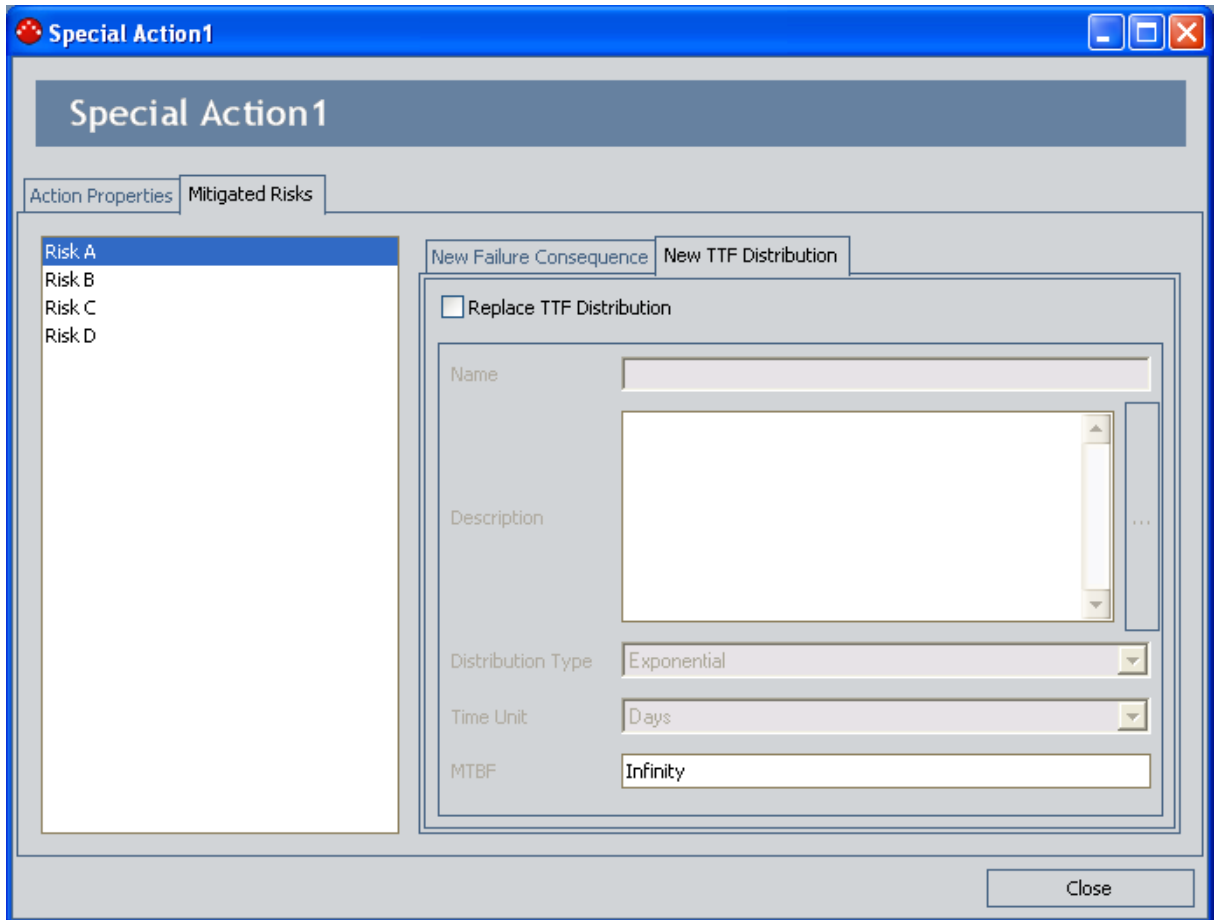 Special Action1
Special Action1
Action Properties Mitigated Risks
Risk A
Risk B
Risk C
Risk D
New Failure Consequence New TTF Distribution
Replace TTF Distribution
Name
Description
...
Distribution Type Exponential
Time Unit Days
MTBF Infinity
Close